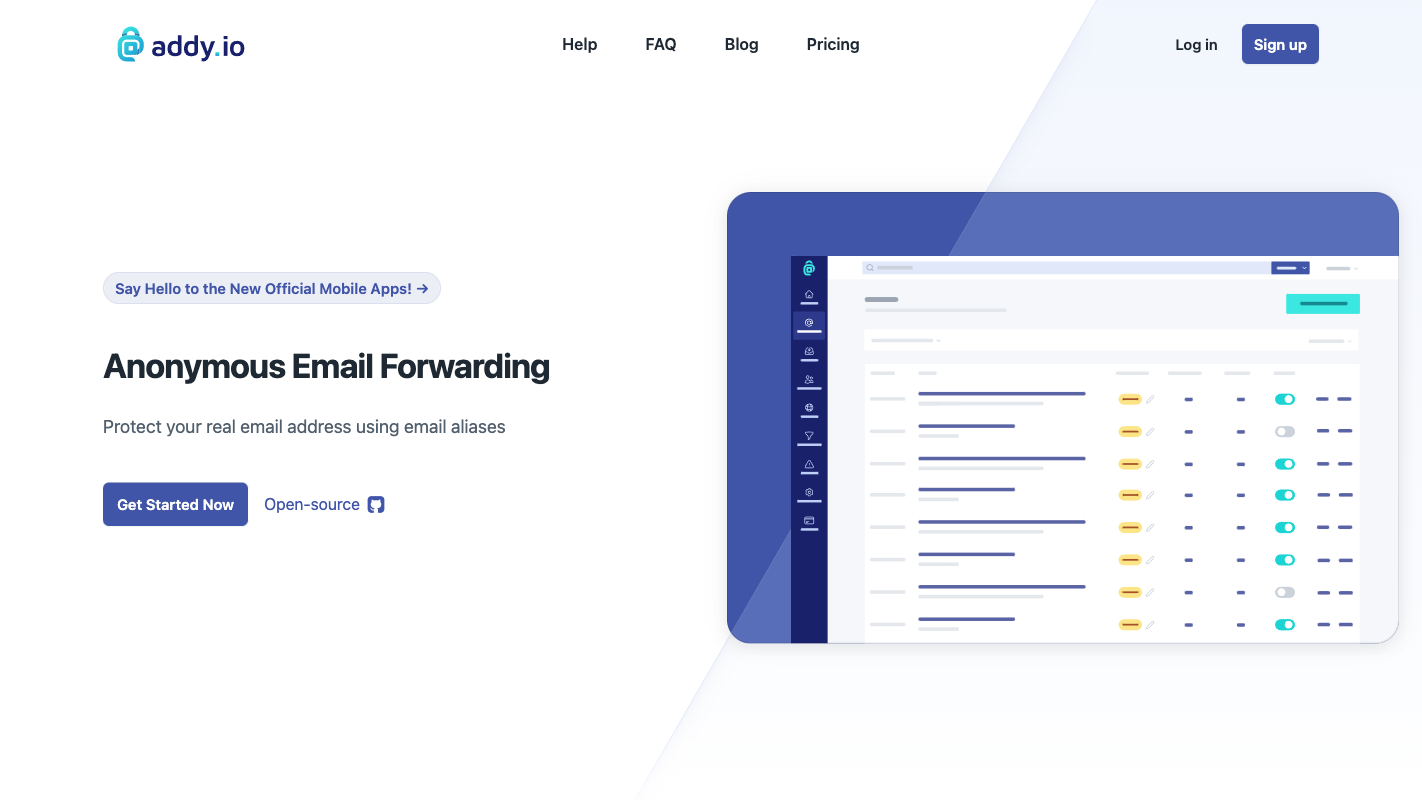 addy.io
Help FAQ Blog Pricing
Log in Sign up
Say Hello to the New Official Mobile Apps! →
Anonymous Email Forwarding
Protect your real email address using email aliases
Get Started Now Open-source